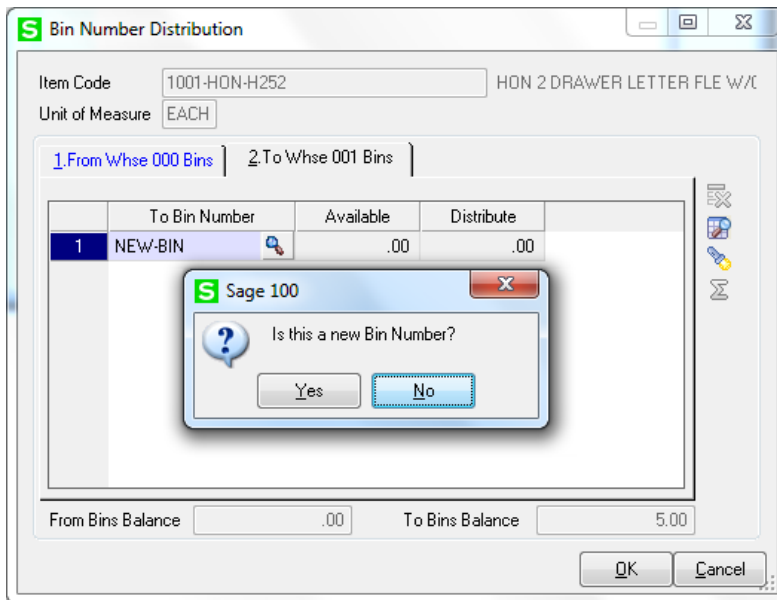 S Bin Number Distribution
Item Code 1001-HON-H252 HON 2 DRAWER LETTER FLE W/(
Unit of Measure EACH
1.From Whse 000 Bins 2.To Whse 001 Bins
To Bin Number Available Distribute
1 NEW-BIN .00 .00
S Sage 100
Is this a new Bin Number?
Yes No
From Bins Balance .00 To Bins Balance 5.00
OK Cancel